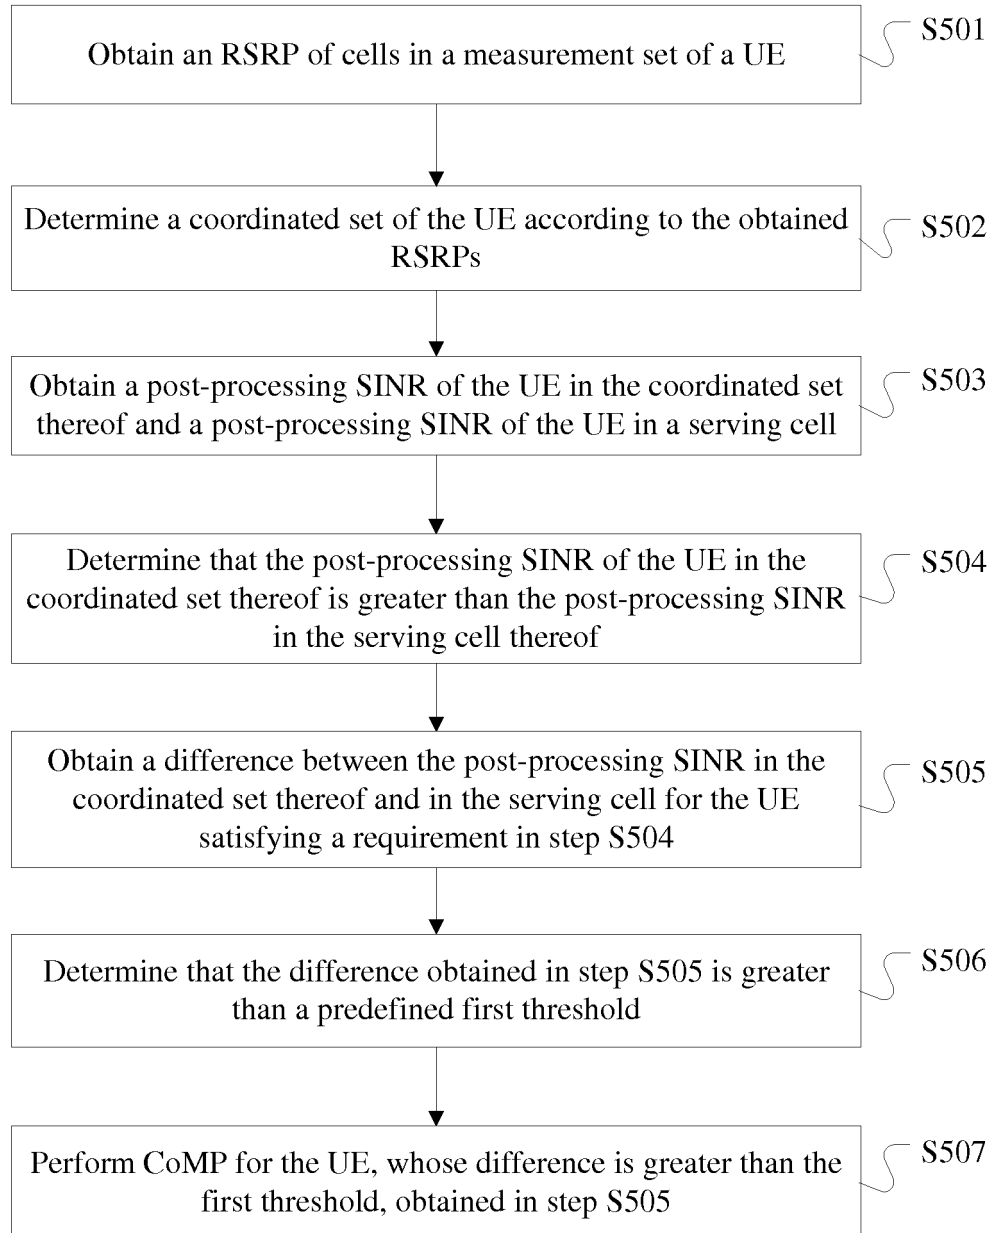 Obtain an RSRP of cells in a measurement set of a UE
S501
Determine a coordinated set of the UE according to the obtained
RSRPs
S502
Obtain a post-processing SINR of the UE in the coordinated set
thereof and a post-processing SINR of the UE in a serving cell
S503
Determine that the post-processing SINR of the UE in the
coordinated set thereof is greater than the post-processing SINR
in the serving cell thereof
S504
Obtain a difference between the post-processing SINR in the
coordinated set thereof and in the serving cell for the UE
satisfying a requirement in step S504
S505
Determine that the difference obtained in step S505 is greater
than a predefined first threshold
S506
Perform CoMP for the UE, whose difference is greater than the
first threshold, obtained in step S505
S507